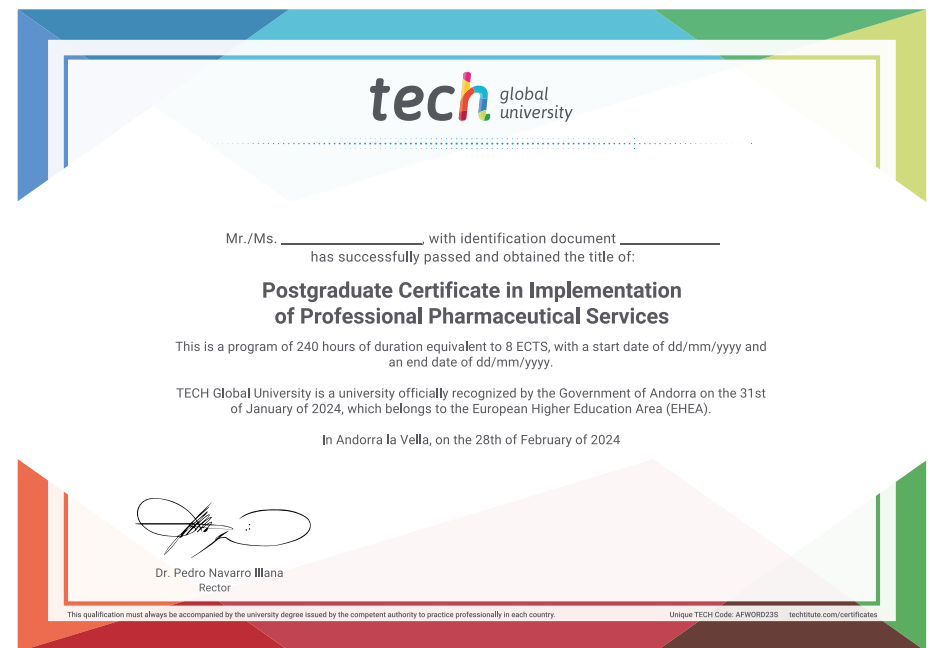 tech global
university
Mr./Ms. ________________, with identification document ____________
has successfully passed and obtained the title of:
Postgraduate Certificate in Implementation
of Professional Pharmaceutical Services
This is a program of 240 hours of duration equivalent to 8 ECTS, with a start date of dd/mm/yyyy and
an end date of dd/mm/yyyy.
TECH Global University is a university officially recognized by the Government of Andorra on the 31st
of January of 2024, which belongs to the European Higher Education Area (EHEA).
In Andorra la Vella, on the 28th of February of 2024
Dr. Pedro Navarro Illana
Rector
This qualification must always be accompanied by the university degree issued by the competent authority to practice professionally in each country.
Unique TECH Code: AFWORD23S techtitute.com/certificates